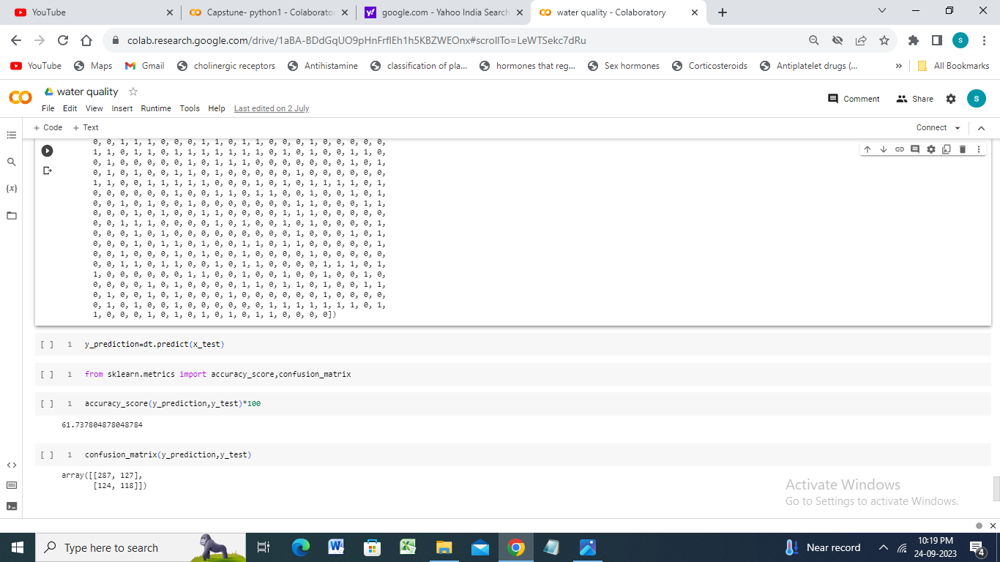 YouTube
Capstune- python1 - Colaborator
google.com - Yahoo India Search
water quality - Colaboratory
colab.research.google.com/drive/1aBA-BDdGqUO9pHnFrflEh1h5KBZWEOnx#scrollTo=LeWTSekc7dRu
S
YouTube Maps Gmail cholinergic receptors Antihistamine classification of pla... hormones that reg... Sex hormones Corticosteroids Antiplatelet drugs (... » All Bookmarks
water quality
Comment Share S
File Edit View Insert Runtime Tools Help Last edited on 2 July
+ Code + Text Connect
0, 0, 1, 1, 1, 0, 0, 0, 1, 1, 0, 1, 1, 0, 0, 0, 1, 0, 0, 0, 0, 0,
1, 1, 0, 1, 1, 0, 1, 1, 1, 1, 1, 1, 0, 1, 0, 1, 0, 0, 1, 1, 0,
0, 1, 0, 0, 0, 0, 0, 1, 0, 1, 1, 1, 0, 0, 0, 0, 0, 0, 0, 1, 0, 1,
0, 1, 0, 1, 0, 0, 1, 1, 0, 1, 0, 0, 0, 0, 0, 1, 0, 0, 0, 0, 0, 0,
1, 1, 0, 0, 1, 1, 1, 1, 1, 0, 0, 1, 0, 1, 0, 1, 1, 1, 1, 0, 1,
0, 0, 0, 0, 0, 0, 1, 0, 0, 1, 1, 0, 1, 1, 0, 0, 1, 0, 0, 1, 0, 1,
0, 0, 1, 0, 1, 0, 0, 1, 0, 0, 0, 0, 0, 0, 0, 1, 1, 0, 0, 0, 1, 1,
0, 0, 0, 1, 0, 1, 0, 0, 1, 1, 0, 0, 0, 0, 1, 1, 1, 0, 0, 0, 0, 0,
0, 0, 1, 1, 1, 0, 0, 0, 0, 1, 0, 1, 0, 0, 1, 0, 1, 0, 0, 0, 0, 1,
0, 0, 0, 1, 0, 1, 0, 0, 0, 0, 0, 0, 0, 0, 1, 1, 0, 0, 0, 1, 0, 1,
0, 0, 0, 1, 0, 1, 1, 0, 1, 0, 0, 1, 1, 0, 1, 1, 0, 0, 0, 0, 0, 1,
0, 0, 1, 0, 0, 0, 1, 0, 1, 0, 0, 1, 0, 0, 0, 0, 1, 0, 0, 0, 0, 0,
0, 0, 1, 1, 0, 1, 1, 0, 0, 1, 0, 1, 1, 0, 0, 0, 0, 1, 1, 1, 0, 1,
1, 0, 0, 0, 0, 0, 0, 1, 1, 0, 0, 0, 1, 0, 0, 1, 0, 1, 0, 0, 1, 0,
0, 0, 0, 0, 1, 0, 1, 0, 0, 0, 0, 1, 1, 0, 1, 1, 0, 1, 0, 0, 1, 1,
0, 1, 0, 0, 1, 0, 1, 0, 0, 0, 1, 0, 0, 0, 0, 0, 0, 1, 0, 0, 0, 0,
0, 1, 0, 1, 0, 0, 1, 0, 0, 0, 0, 0, 0, 1, 1, 1, 1, 1, 1, 1, 0, 1,
1, 0, 0, 0, 1, 0, 1, 0, 1, 0, 1, 0, 1, 1, 0, 0, 0, 0])
[ ] 1 y_prediction=dt.predict(x_test)
[ ] 1 from sklearn.metrics import accuracy_score,confusion_matrix
[ ] 1 accuracy_score(y_prediction,y_test)*100
61.737804878048784
[ ] 1 confusion_matrix(y_prediction,y_test)
array([[287, 127],
[124, 118]])
Activate Windows
Go to Settings to activate Windows.
Type here to search
Near record
10:19 PM
24-09-2023
4